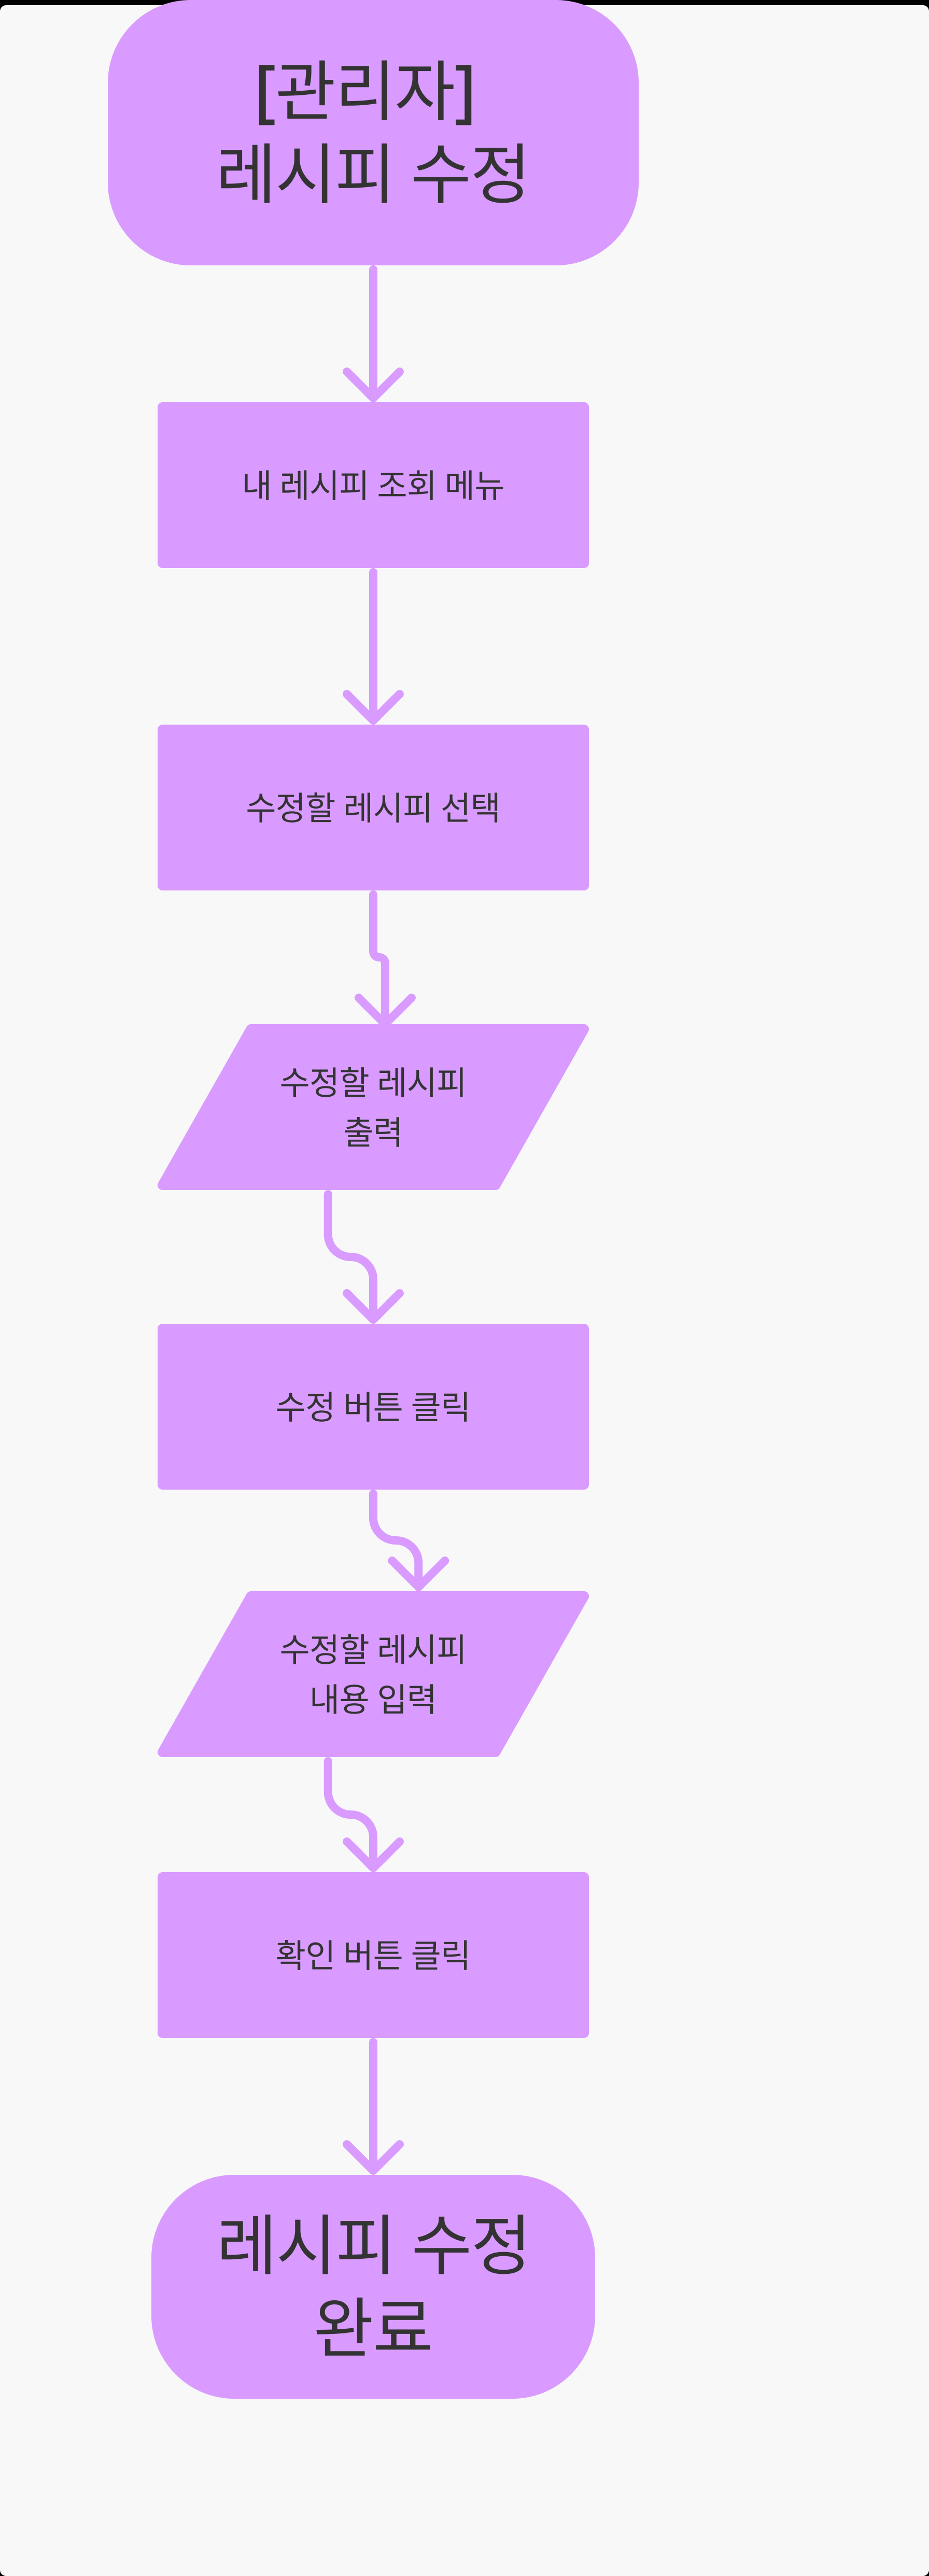 [관리자]
레시피 수정
내 레시피 조회 메뉴
수정할 레시피 선택
수정할 레시피
출력
수정 버튼 클릭
수정할 레시피
내용 입력
확인 버튼 클릭
레시피 수정
완료